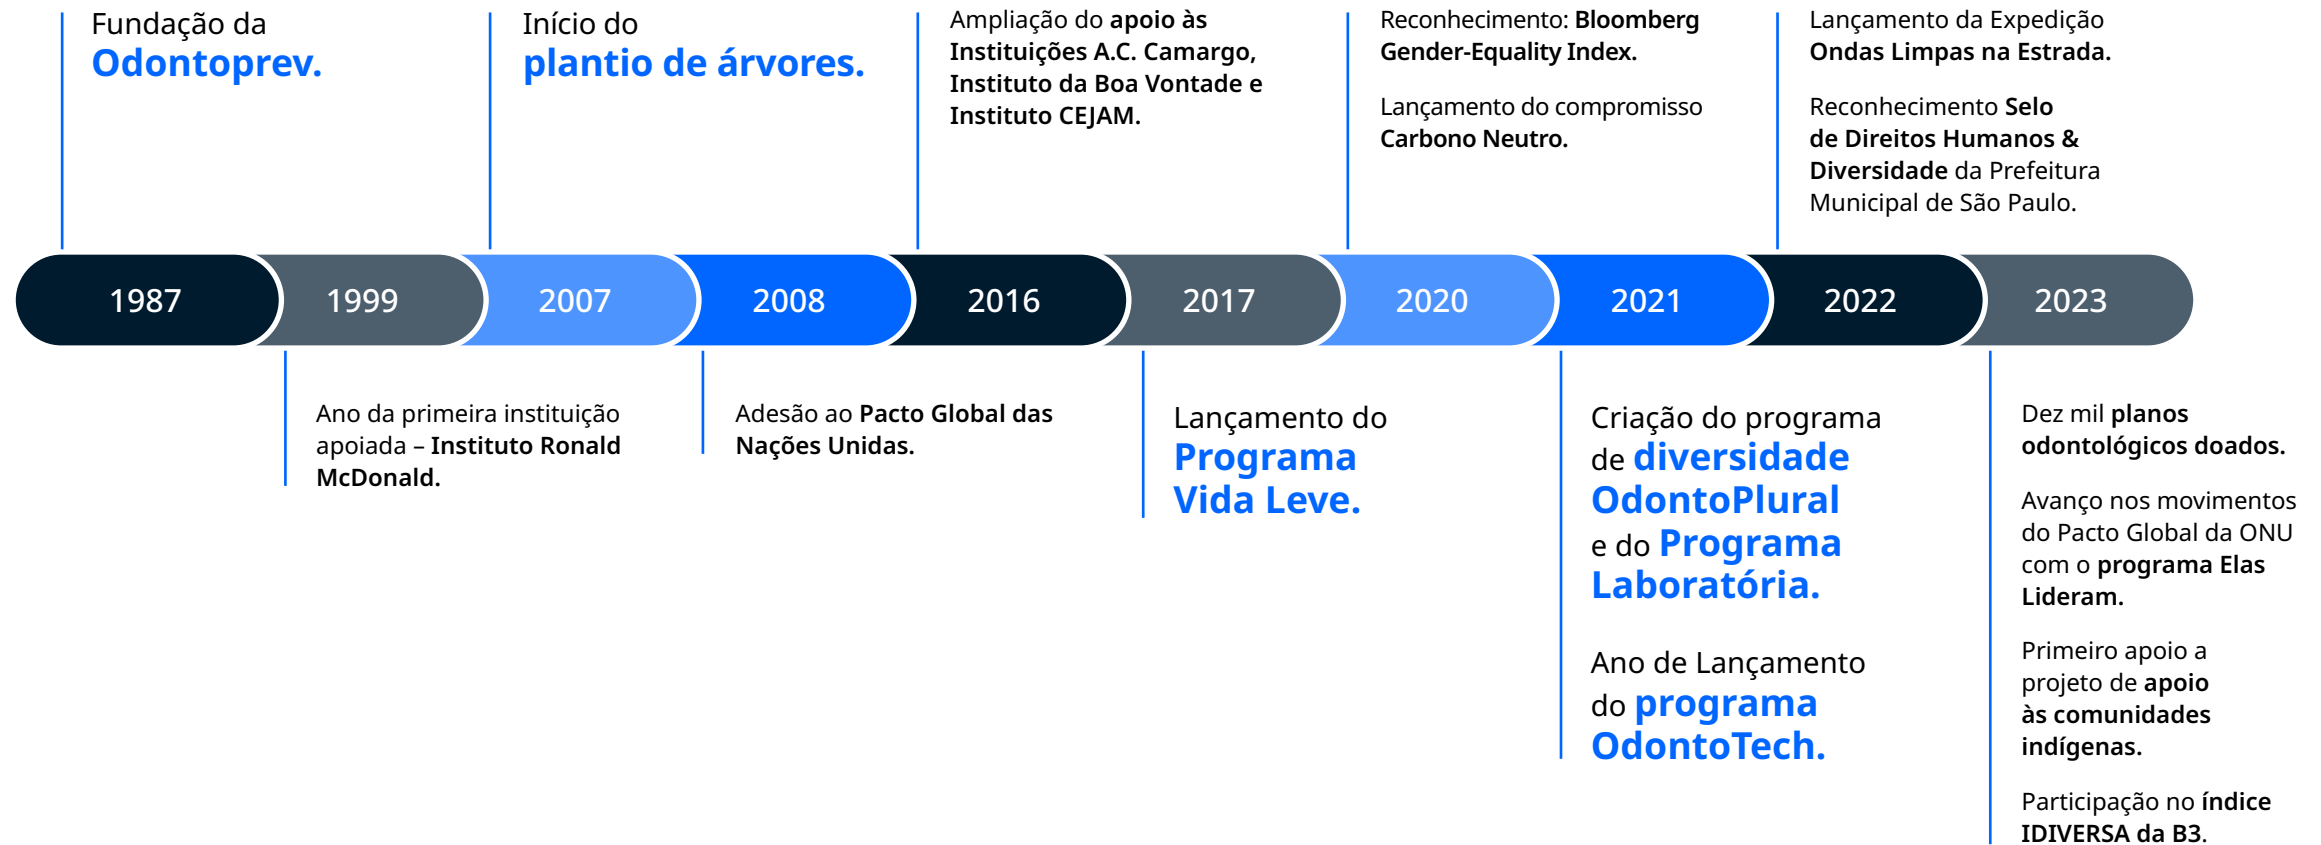 Fundação da
Odontoprev.
Início do
plantio de árvores.
Ampliação do apoio às
Instituições A.C. Camargo,
Instituto da Boa Vontade e
Instituto CEJAM.
Reconhecimento: Bloomberg
Gender-Equality Index.
Lançamento do compromisso
Carbono Neutro.
Lançamento da Expedição
Ondas Limpas na Estrada.
Reconhecimento Selo
de Direitos Humanos &
Diversidade da Prefeitura
Municipal de São Paulo.
1987
1999
2007
2008
2016
2017
2020
2021
2022
2023
Ano da primeira instituição
apoiada – Instituto Ronald
McDonald.
Adesão ao Pacto Global das
Nações Unidas.
Lançamento do
Programa
Vida Leve.
Criação do programa
de diversidade
OdontoPlural
e do Programa
Laboratória.
Ano de Lançamento
do programa
OdontoTech.
Dez mil planos
odontológicos doados.
Avanço nos movimentos
do Pacto Global da ONU
com o programa Elas
Lideram.
Primeiro apoio a
projeto de apoio
às comunidades
indígenas.
Participação no índice
IDIVERSA da B3.